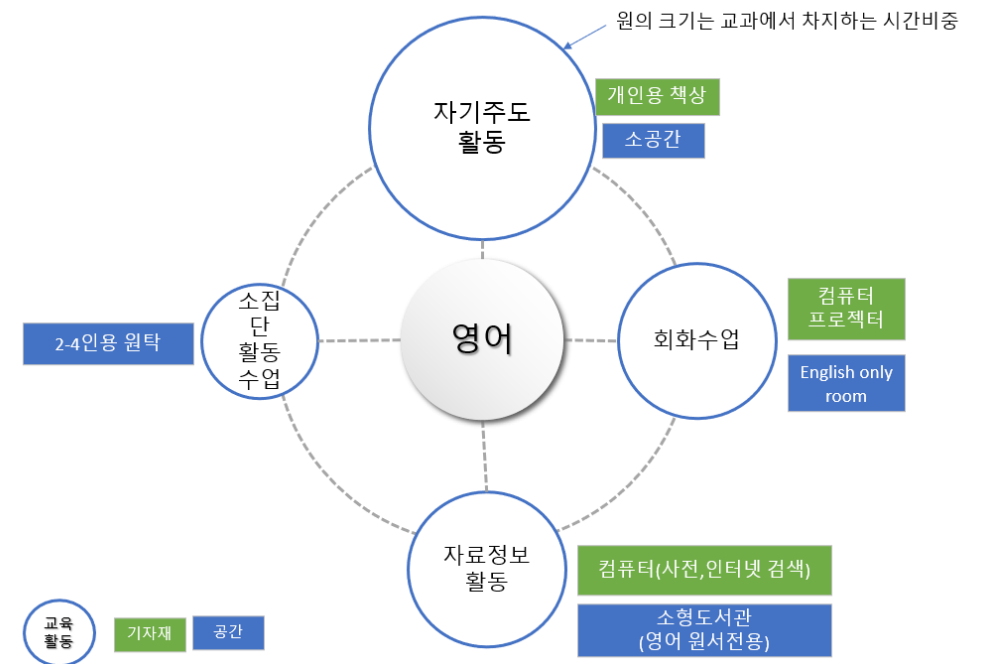 원의 크기는 교과에서 차지하는 시간비중
자기주도
활동
개인용 책상
소공간
소집
단
활동
수업
2-4인용 원탁
영어
회화수업
컴퓨터
프로젝터
English only
room
자료정보
활동
컴퓨터(사전,인터넷 검색)
소형도서관
(영어 원서전용)
교육
활동
기자재
공간